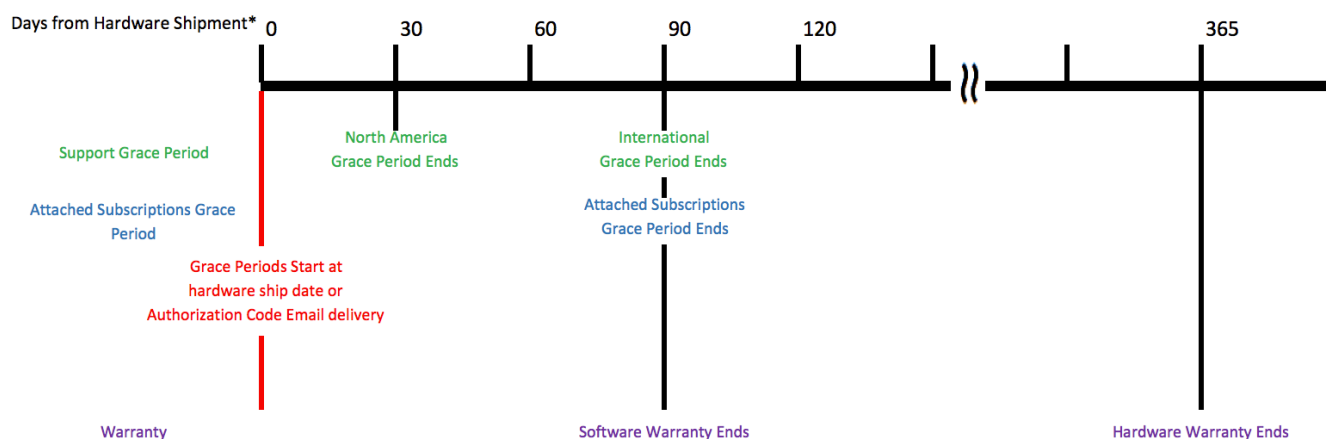 Days from Hardware Shipment*
0
30
60
90
120
365
Support Grace Period
North America
Grace Period Ends
International
Grace Period Ends
Attached Subscriptions Grace
Period
Attached Subscriptions
Grace Period Ends
Grace Periods Start at
hardware ship date or
Authorization Code Email delivery
Warranty
Software Warranty Ends
Hardware Warranty Ends